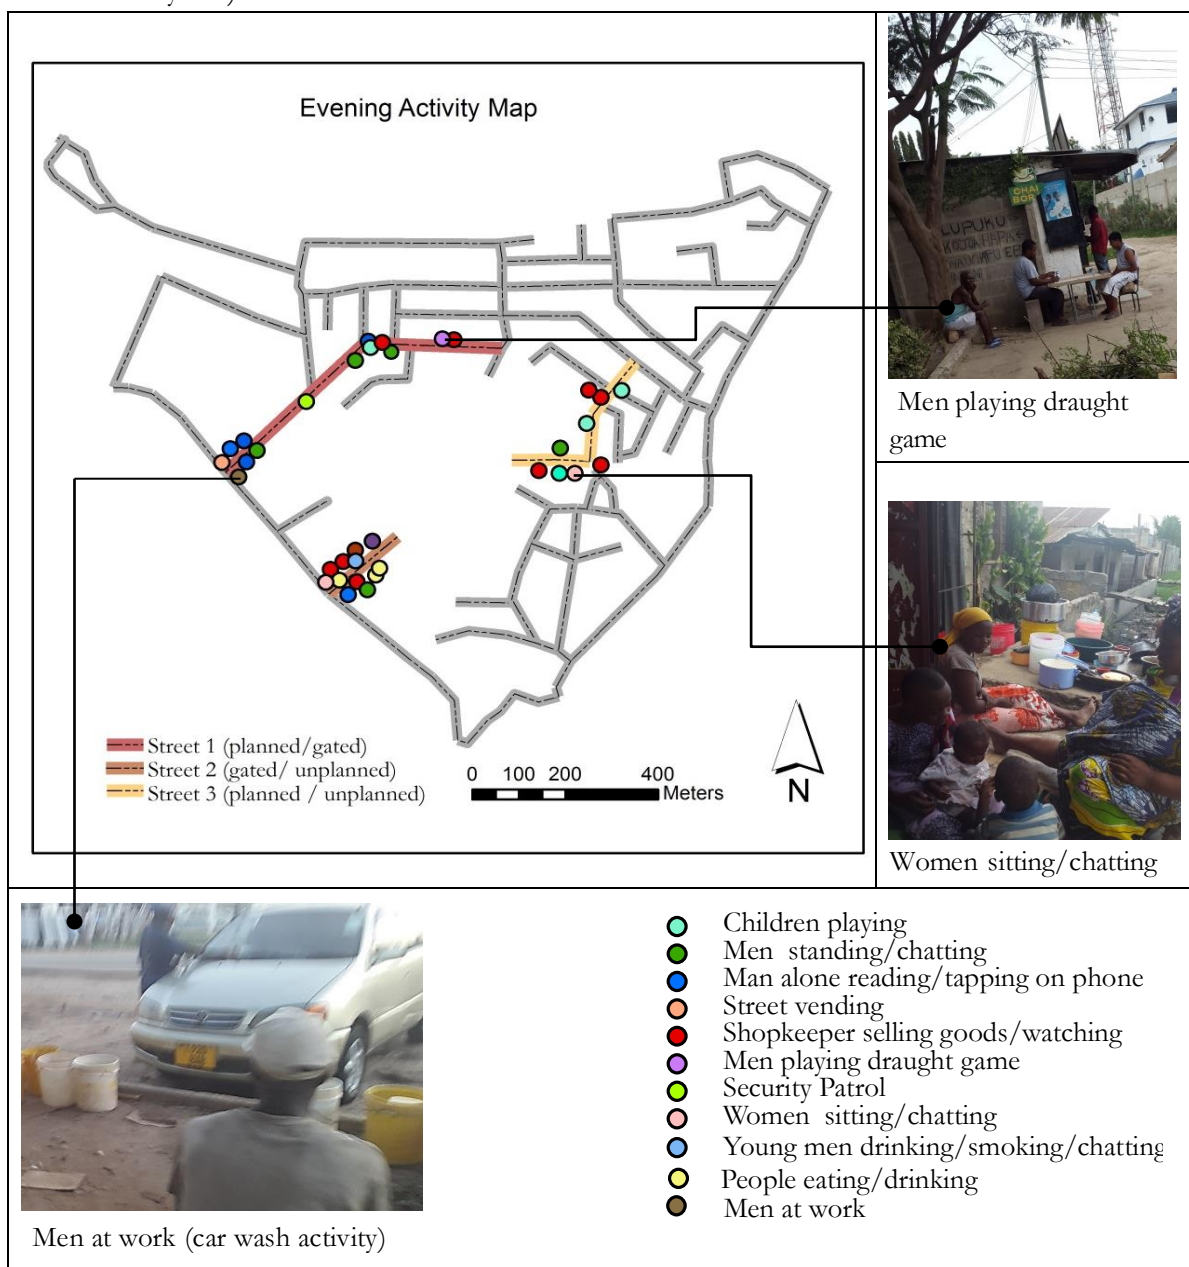 Evening Activity Map
Street 1 (planned/gated)
Street 2 (gated/ unplanned)
Street 3 (planned / unplanned)
0 100 200 400
Meters
N
CHAI
BORA
LUPUKU
Men playing draught
game
Women sitting/chatting
Men at work (car wash activity)
Children playing
Men standing/chatting
Man alone reading/tapping on phone
Street vending
Shopkeeper selling goods/watching
Men playing draught game
Security Patrol
Women sitting/chatting
Young men drinking/smoking/chatting
People eating/drinking
Men at work